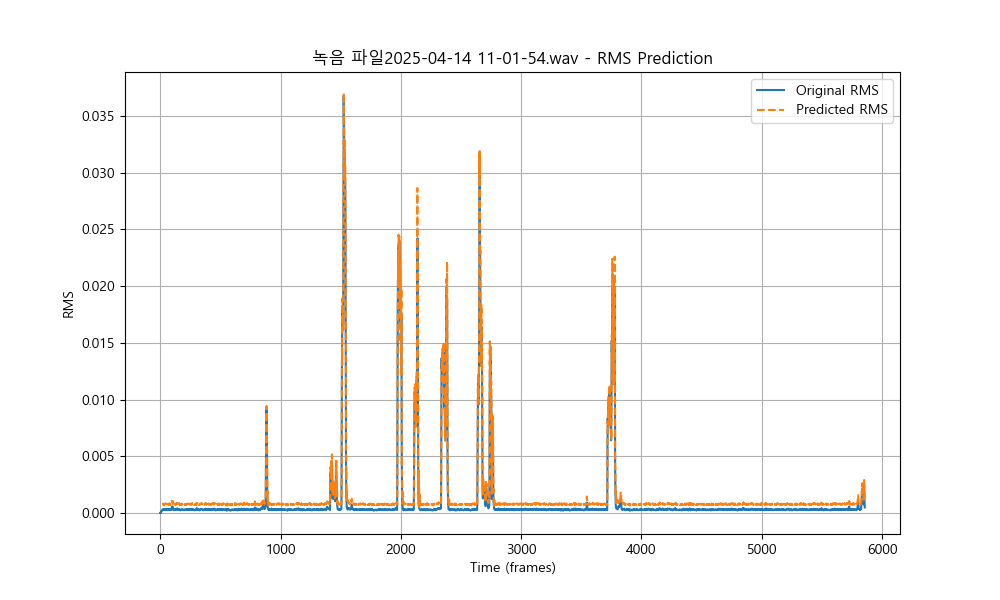 녹음 파일2025-04-14 11-01-54.wav - RMS Prediction
Original RMS
Predicted RMS
RMS
0.035
0.030
0.025
0.020
0.015
0.010
0.005
0.000
0 1000 2000 3000 4000 5000 6000
Time (frames)